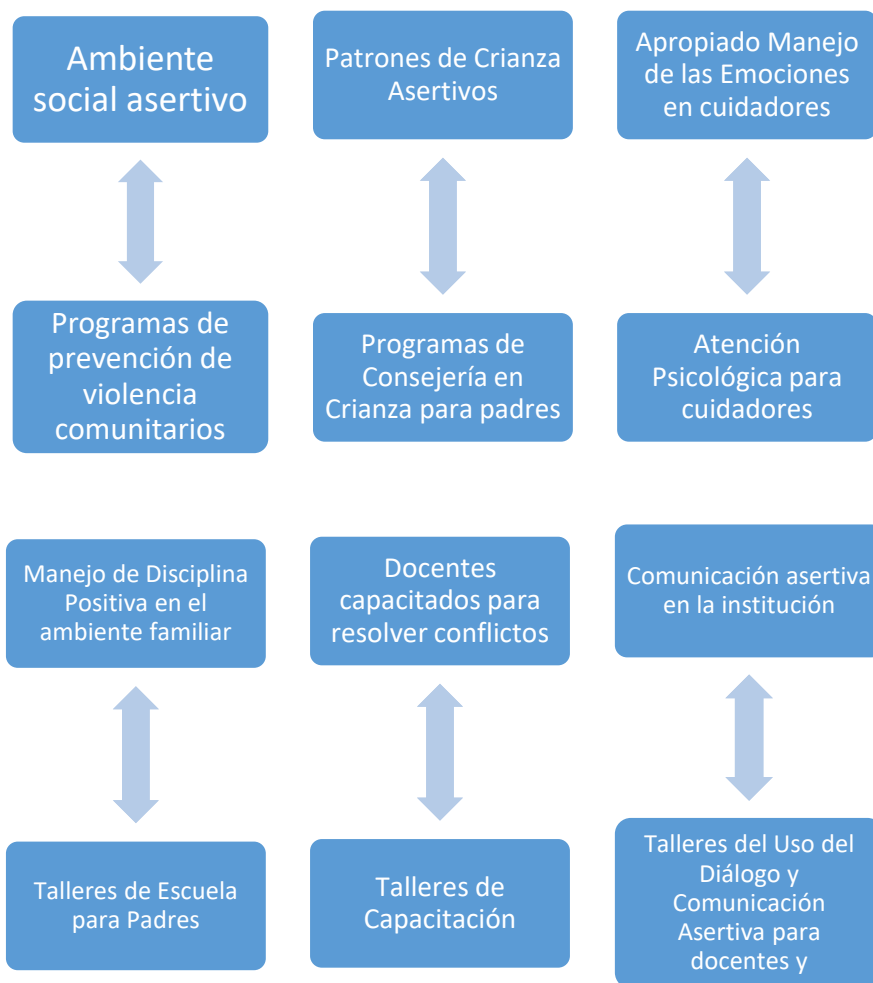 Ambiente
social asertivo
Patrones de Crianza
Asertivos
Apropiado Manejo
de las Emociones
en cuidadores
Programas de
prevención de
violencia
comunitarios
Programas de
Consejería en
Crianza para padres
Atención
Psicológica para
cuidadores
Manejo de Disciplina
Positiva en el
ambiente familiar
Docentes
capacitados para
resolver conflictos
Comunicación asertiva
en la institución
Talleres de Escuela
para Padres
Talleres de
Capacitación
Talleres del Uso del
Diálogo y
Comunicación
Asertiva para
docentes y